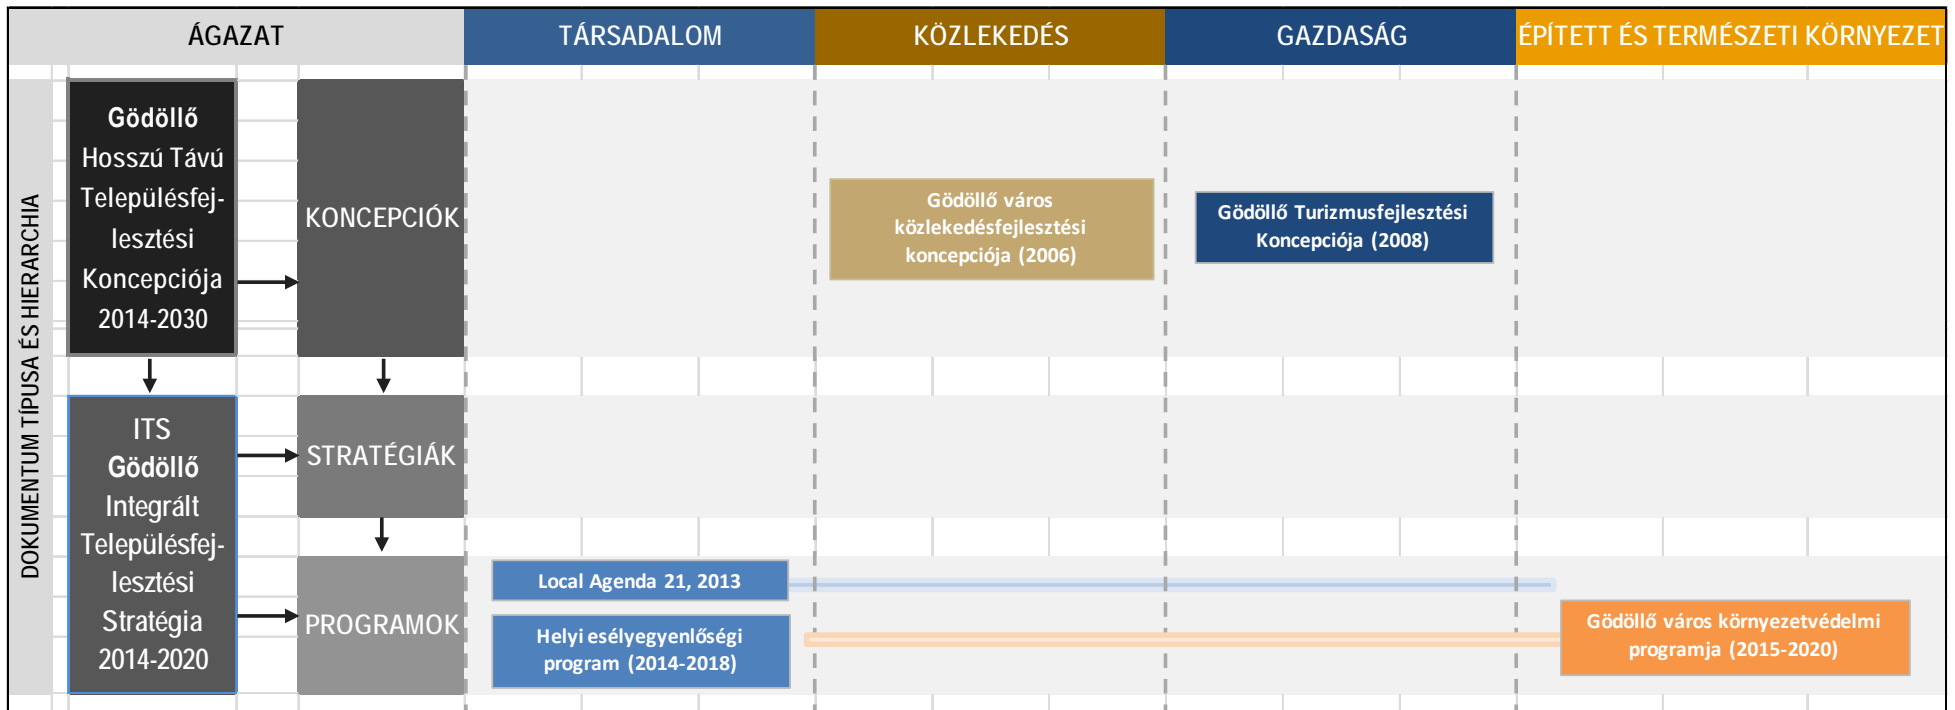 ÁGAZAT
TÁRSADALOM
KÖZLEKEDÉS
GAZDASÁG
ÉPÍTETT ÉS TERMÉSZETI KÖRNYEZET
DOKUMENTUM TÍPUSA ÉS HIERARCHIA
Gödöllő
Hosszú Távú
Településfej-
lesztési
Koncepciója
2014-2030
KONCEPCIÓK
Gödöllő város
közlekedésfejlesztési
koncepciója (2006)
Gödöllő Turizmusfejlesztési
Koncepciója (2008)
ITS
Gödöllő
Integrált
Településfej-
lesztési
Stratégia
2014-2020
STRATÉGIÁK
PROGRAMOK
Local Agenda 21, 2013
Helyi esélyegyenlőségi
program (2014-2018)
Gödöllő város környezetvédelmi
programja (2015-2020)